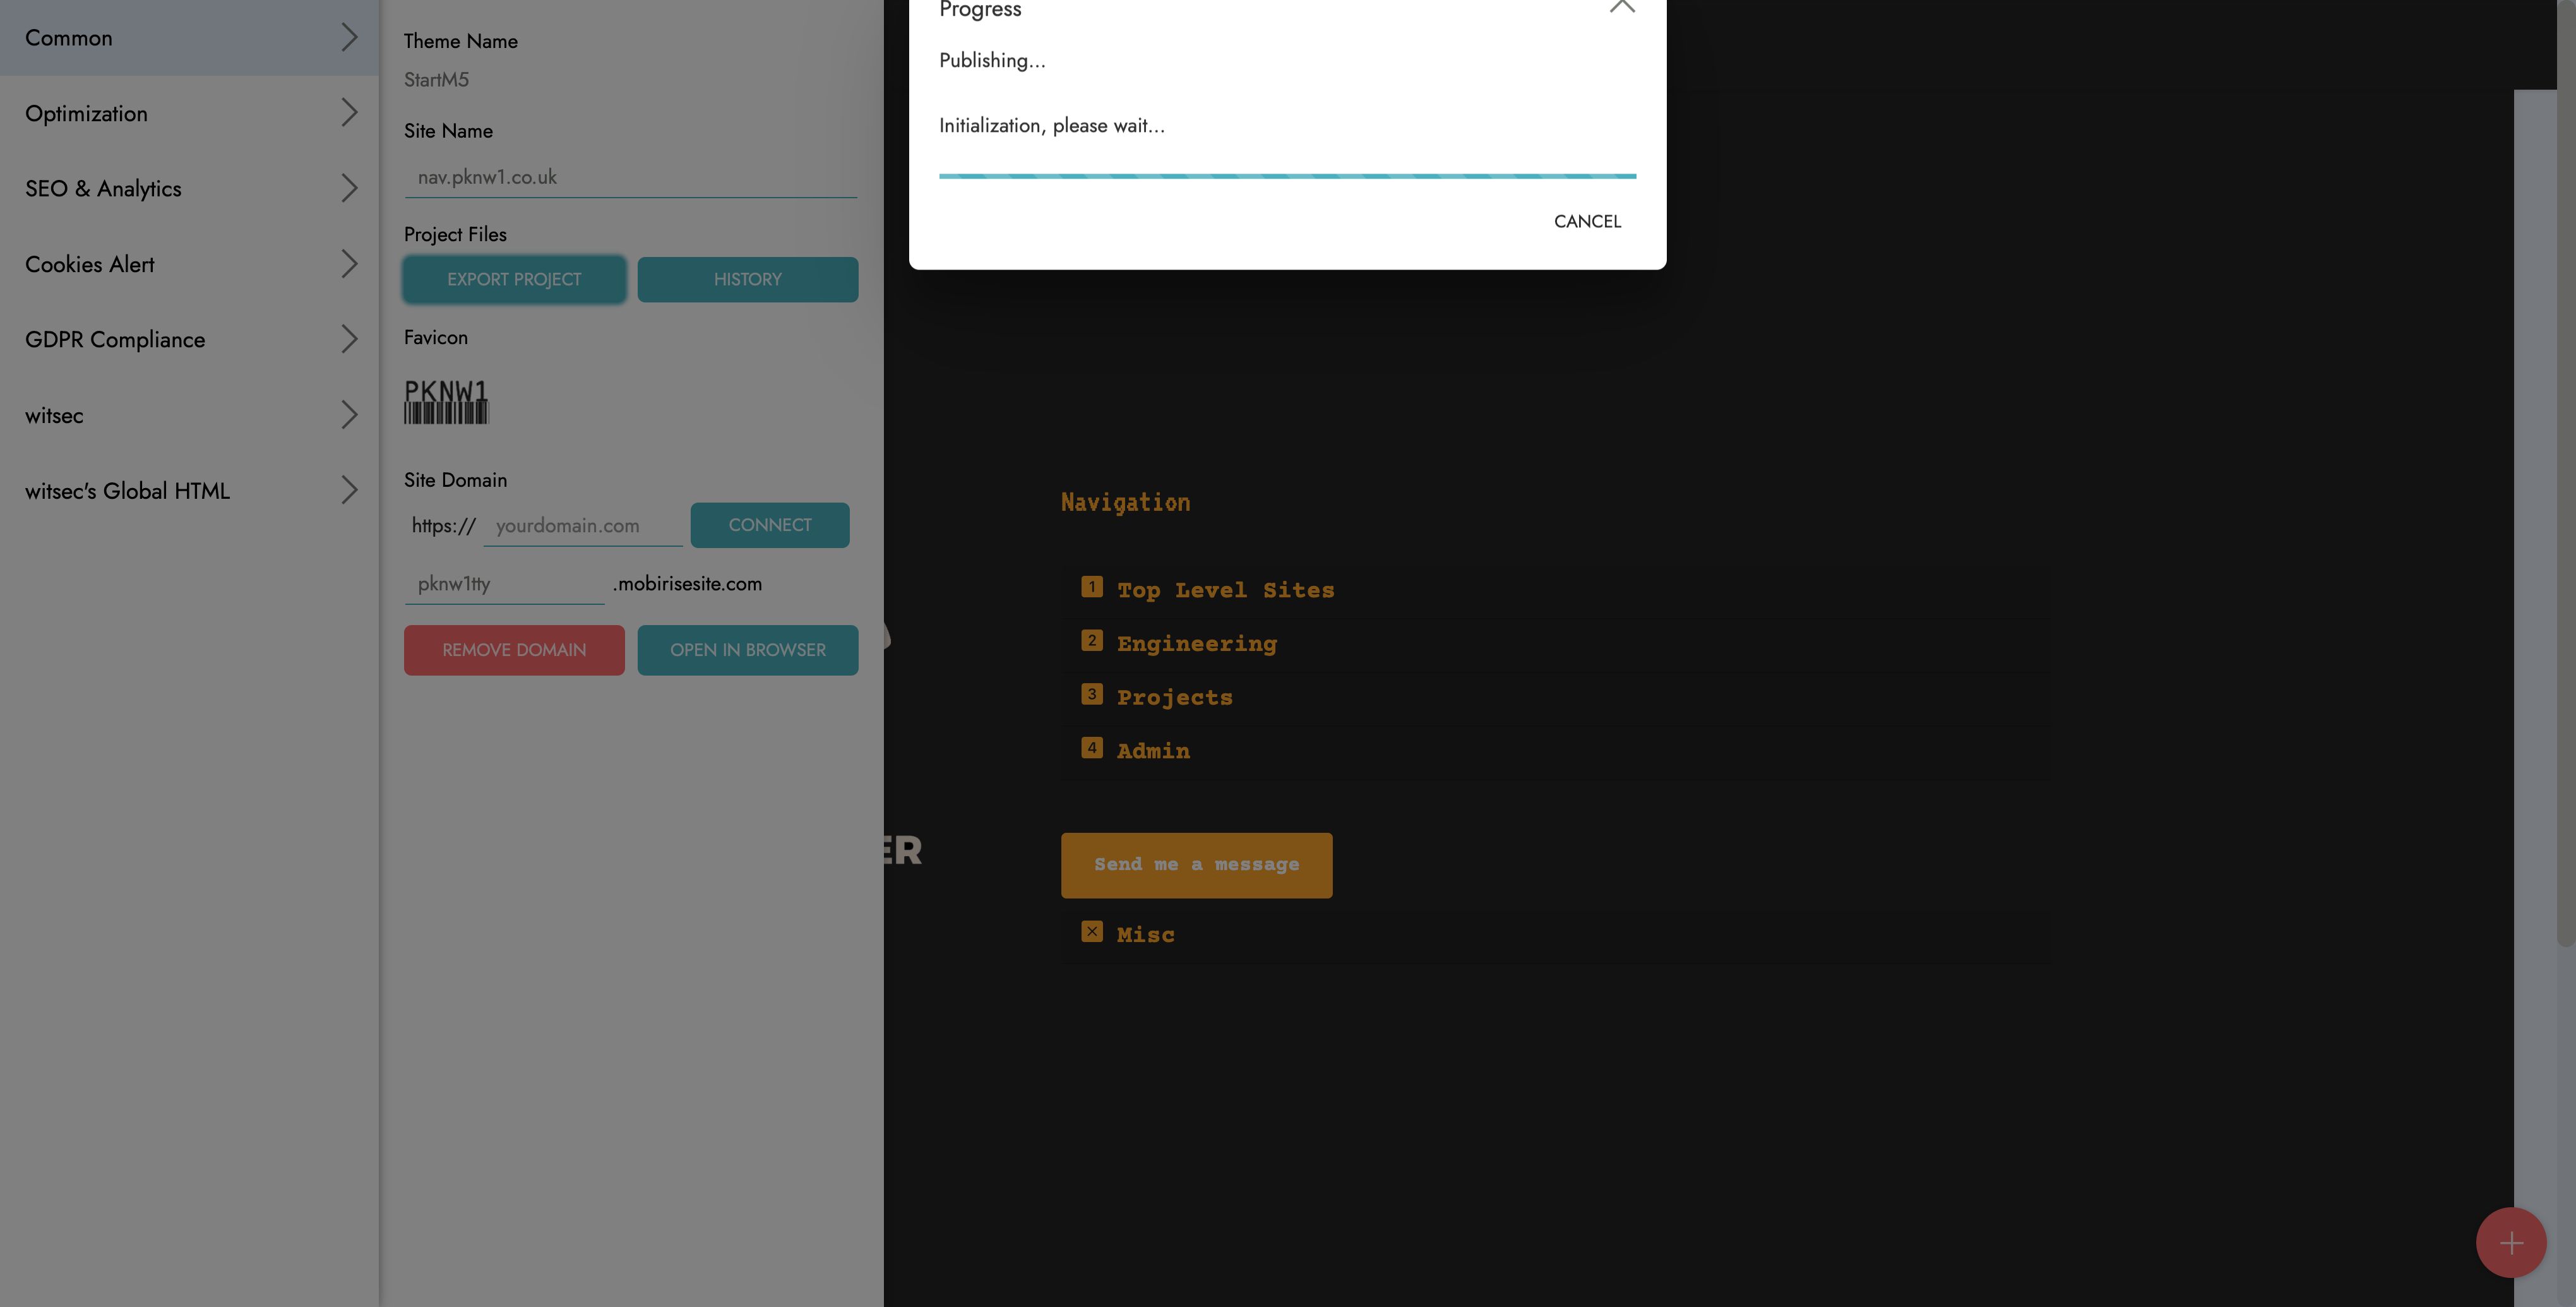 Common
Optimization
SEO & Analytics
Cookies Alert
GDPR Compliance
witsec
witsec's Global HTML
Theme Name
StartM5
Site Name
nav.pknw1.co.uk
Project Files
EXPORT PROJECT
HISTORY
Favicon
PKNW1
Site Domain
https://
yourdomain.com
CONNECT
pknw1tty
.mobirisesite.com
REMOVE DOMAIN
OPEN IN BROWSER
Progress
Publishing...
Initialization, please wait...
CANCEL
Navigation
1 Top Level Sites
2 Engineering
3 Projects
4 Admin
ER
Send me a message
Misc